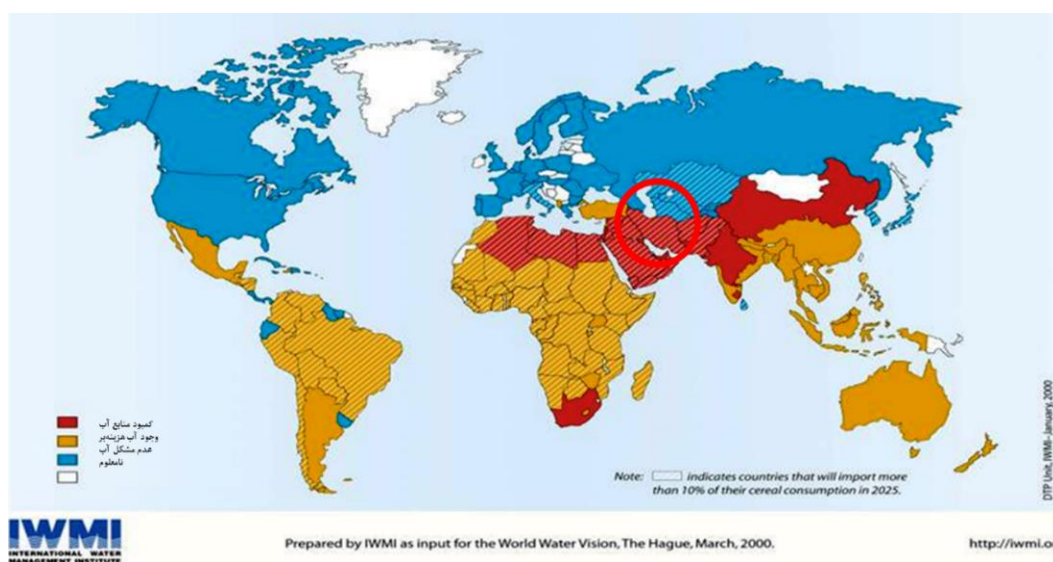 کمبود منابع آب
وجود آب هزینه‌بر
هدم مشکل آب
نامعلوم
Note: indicates countries that will import more
than 10% of their cereal consumption in 2025.
DTP Unit, IWMI- January, 2000
IWMI
INTERNATIONAL WATER
MANAGEMENT INSTITUTE
Prepared by IWMI as input for the World Water Vision, The Hague, March, 2000.
http://iwmi.o